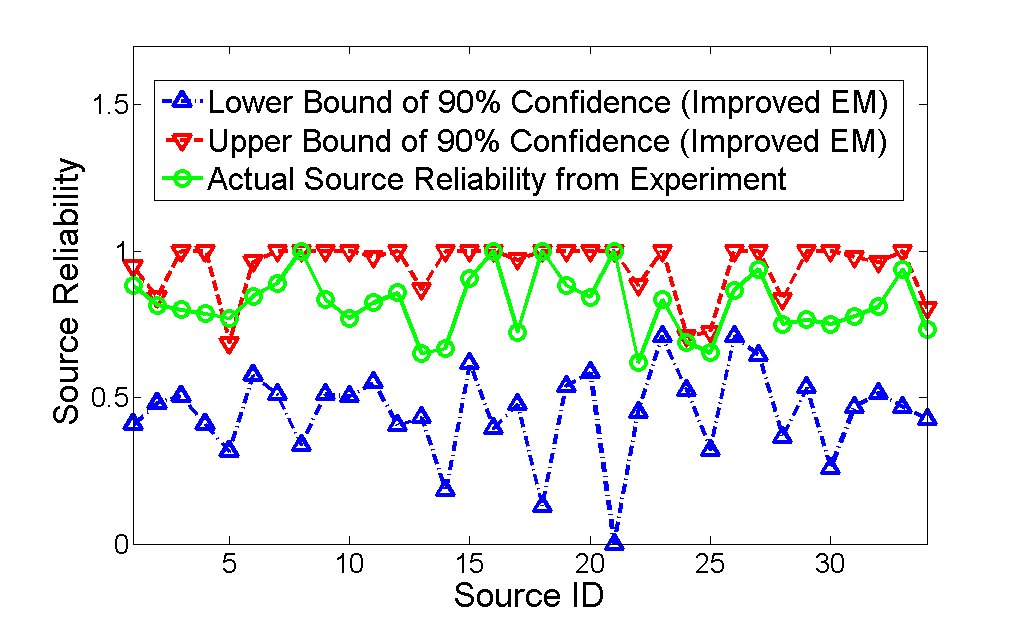 1.5
Lower Bound of 90% Confidence (Improved EM)
Upper Bound of 90% Confidence (Improved EM)
Actual Source Reliability from Experiment
Source Reliability
1
0.5
0
5 10 15 20 25 30
Source ID